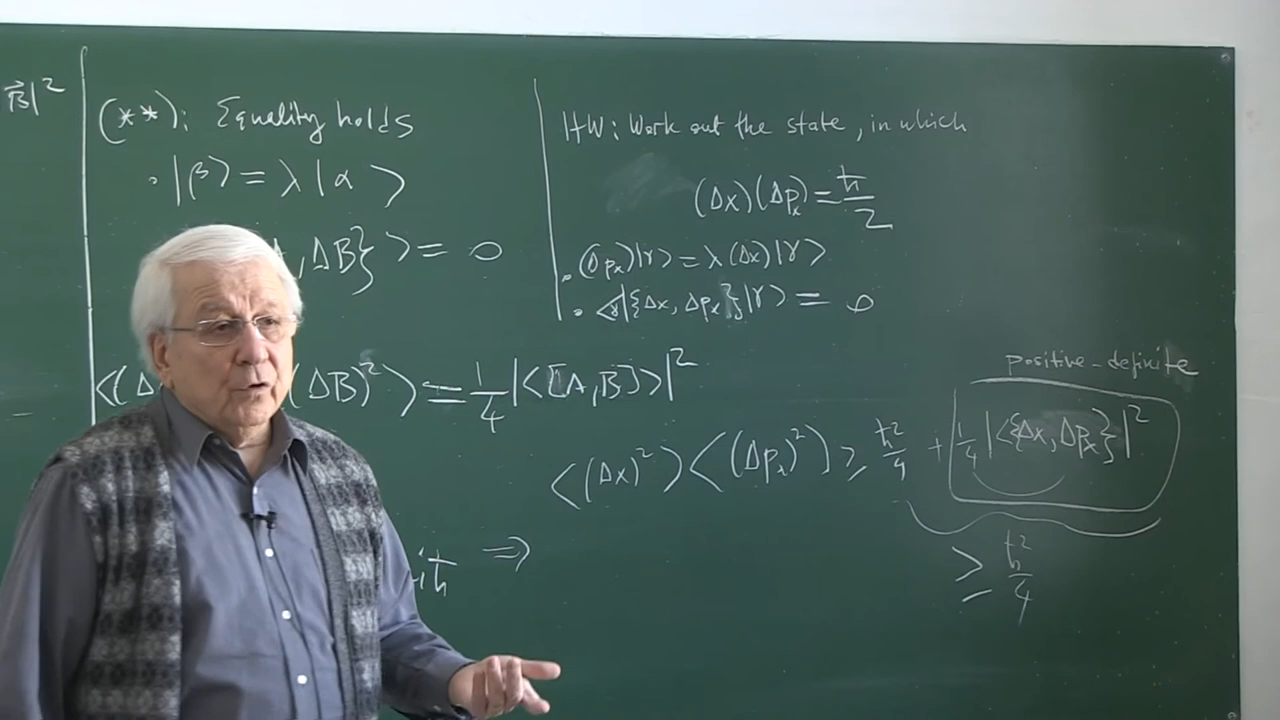 B⃗|²
(**): Equality holds
· |β> = λ|α>
, ΔB}> = 0
<(Δ (ΔB)²> = 1/4 |<[A,B]>|²
iħ ⇒
HW: Work out the state, in which
(Δx)(Δpₓ) = ħ/2
· (Δpₓ)|γ> = λ(Δx)|γ>
· <γ|{Δx, Δpₓ}|γ> = 0
positive-definite
<(Δx)²><(Δpₓ)²> ≥ ħ²/4 + 1/4 |<{Δx, Δpₓ}|²
≥ ħ²/4